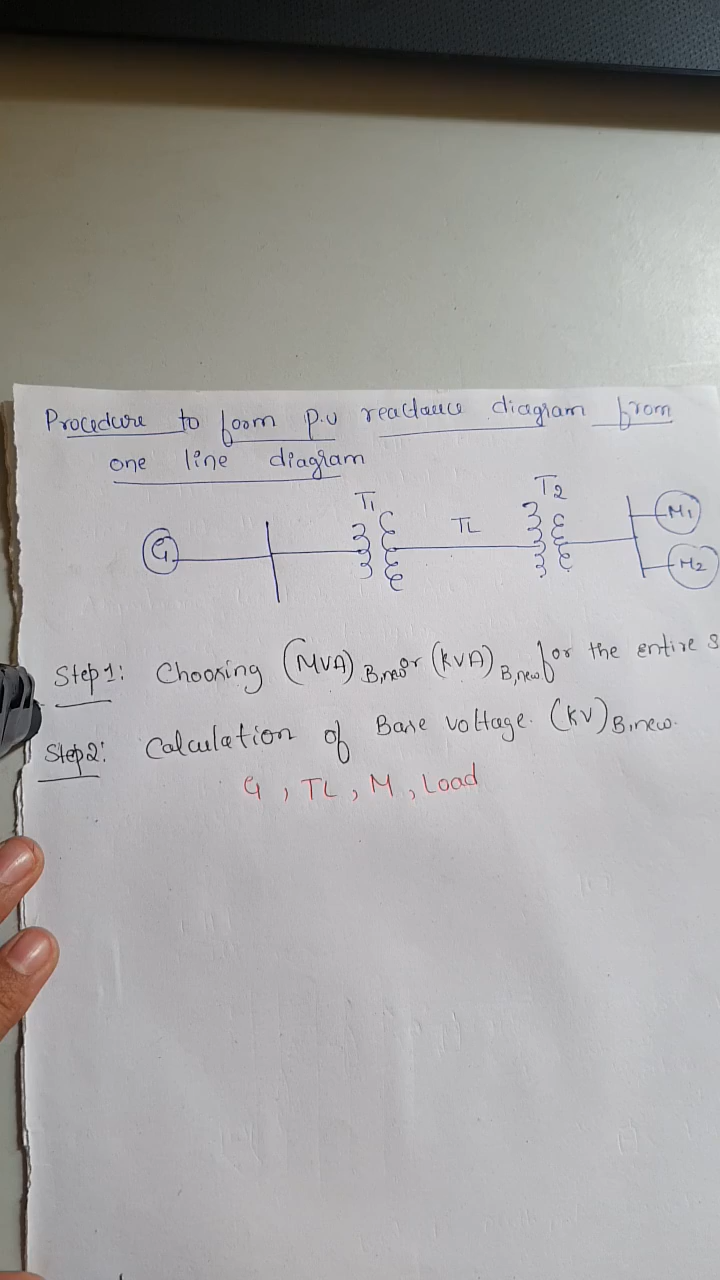 Procedure to form p.u reactance diagram from
one line diagram
T1
T2
G
TL
M1
M2
Step1: Choosing (MVA)B,new or (KVA)B,new for the entire s
Step2: Calculation of Base voltage. (KV)B,new.
G, TL, M, Load